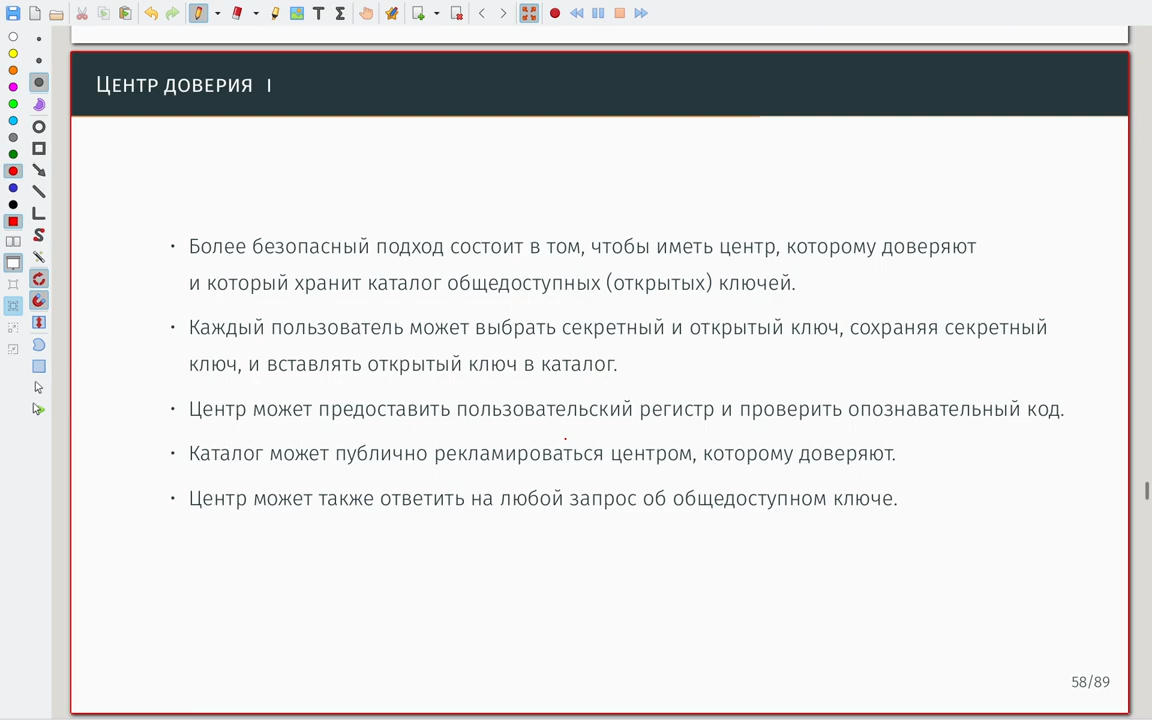 Центр доверия I
• Более безопасный подход состоит в том, чтобы иметь центр, которому доверяют
и который хранит каталог общедоступных (открытых) ключей.
• Каждый пользователь может выбрать секретный и открытый ключ, сохраняя секретный
ключ, и вставлять открытый ключ в каталог.
• Центр может предоставить пользовательский регистр и проверить опознавательный код.
• Каталог может публично рекламироваться центром, которому доверяют.
• Центр может также ответить на любой запрос об общедоступном ключе.
58/89